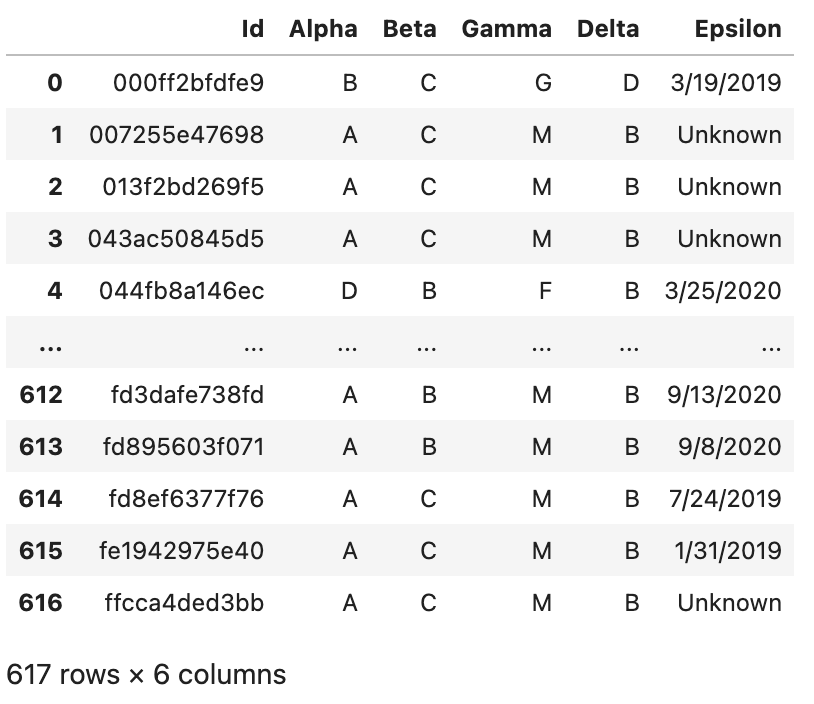 Id Alpha Beta Gamma Delta Epsilon
0 000ff2bfdfe9 B C G D 3/19/2019
1 007255e47698 A C M B Unknown
2 013f2bd269f5 A C M B Unknown
3 043ac50845d5 A C M B Unknown
4 044fb8a146ec D B F B 3/25/2020
... ... ... ... ... ... ...
612 fd3dafe738fd A B M B 9/13/2020
613 fd895603f071 A B M B 9/8/2020
614 fd8ef6377f76 A C M B 7/24/2019
615 fe1942975e40 A C M B 1/31/2019
616 ffcca4ded3bb A C M B Unknown
617 rows × 6 columns